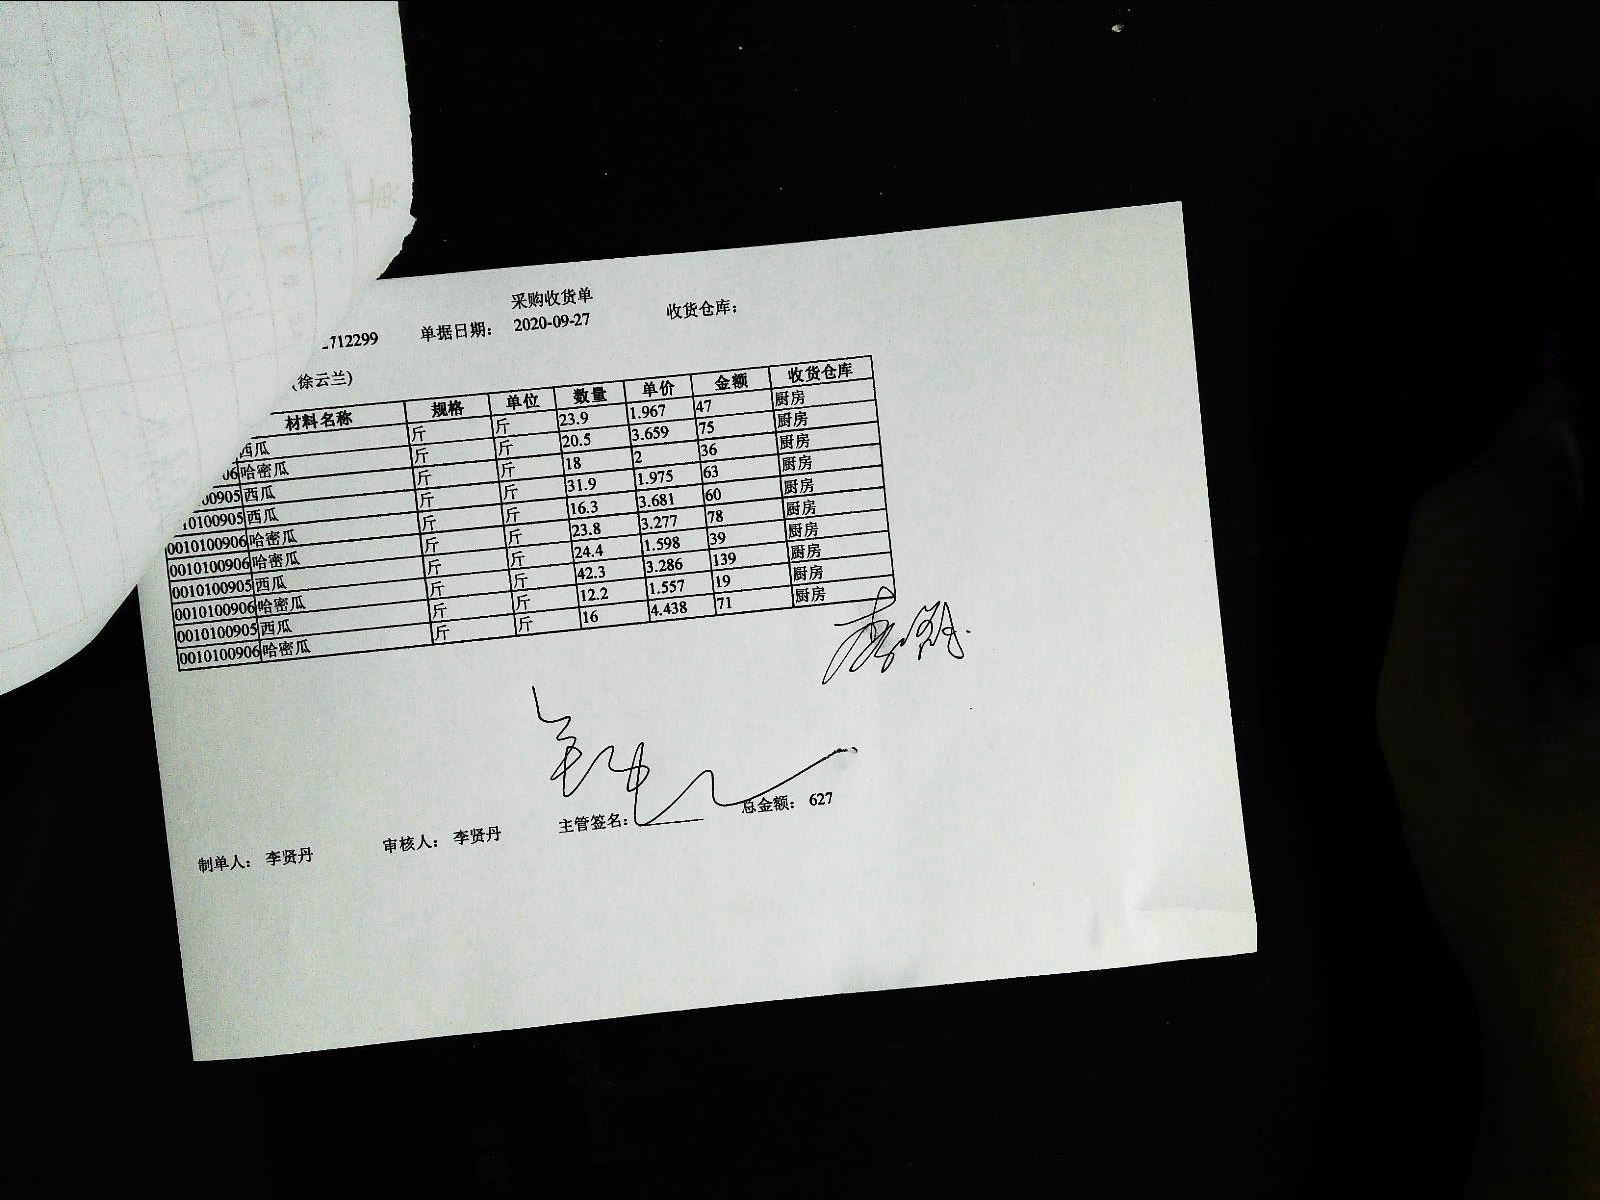 采购收货单
712299 单据日期： 2020-09-27 收货仓库：
(徐云兰)
材料名称 规格 单位 数量 单价 金额 收货仓库
西瓜 斤 斤 23.9 1.967 47 厨房
06 哈密瓜 斤 斤 20.5 3.659 75 厨房
00905 西瓜 斤 斤 18 2 36 厨房
10100905 西瓜 斤 斤 31.9 1.975 63 厨房
0010100906 哈密瓜 斤 斤 16.3 3.681 60 厨房
0010100906 哈密瓜 斤 斤 23.8 3.277 78 厨房
0010100905 西瓜 斤 斤 24.4 1.598 39 厨房
0010100906 哈密瓜 斤 斤 42.3 3.286 139 厨房
0010100905 西瓜 斤 斤 12.2 1.557 19 厨房
0010100906 哈密瓜 斤 斤 16 4.438 71 厨房
制单人： 李贤丹 审核人： 李贤丹 主管签名： 总金额： 627